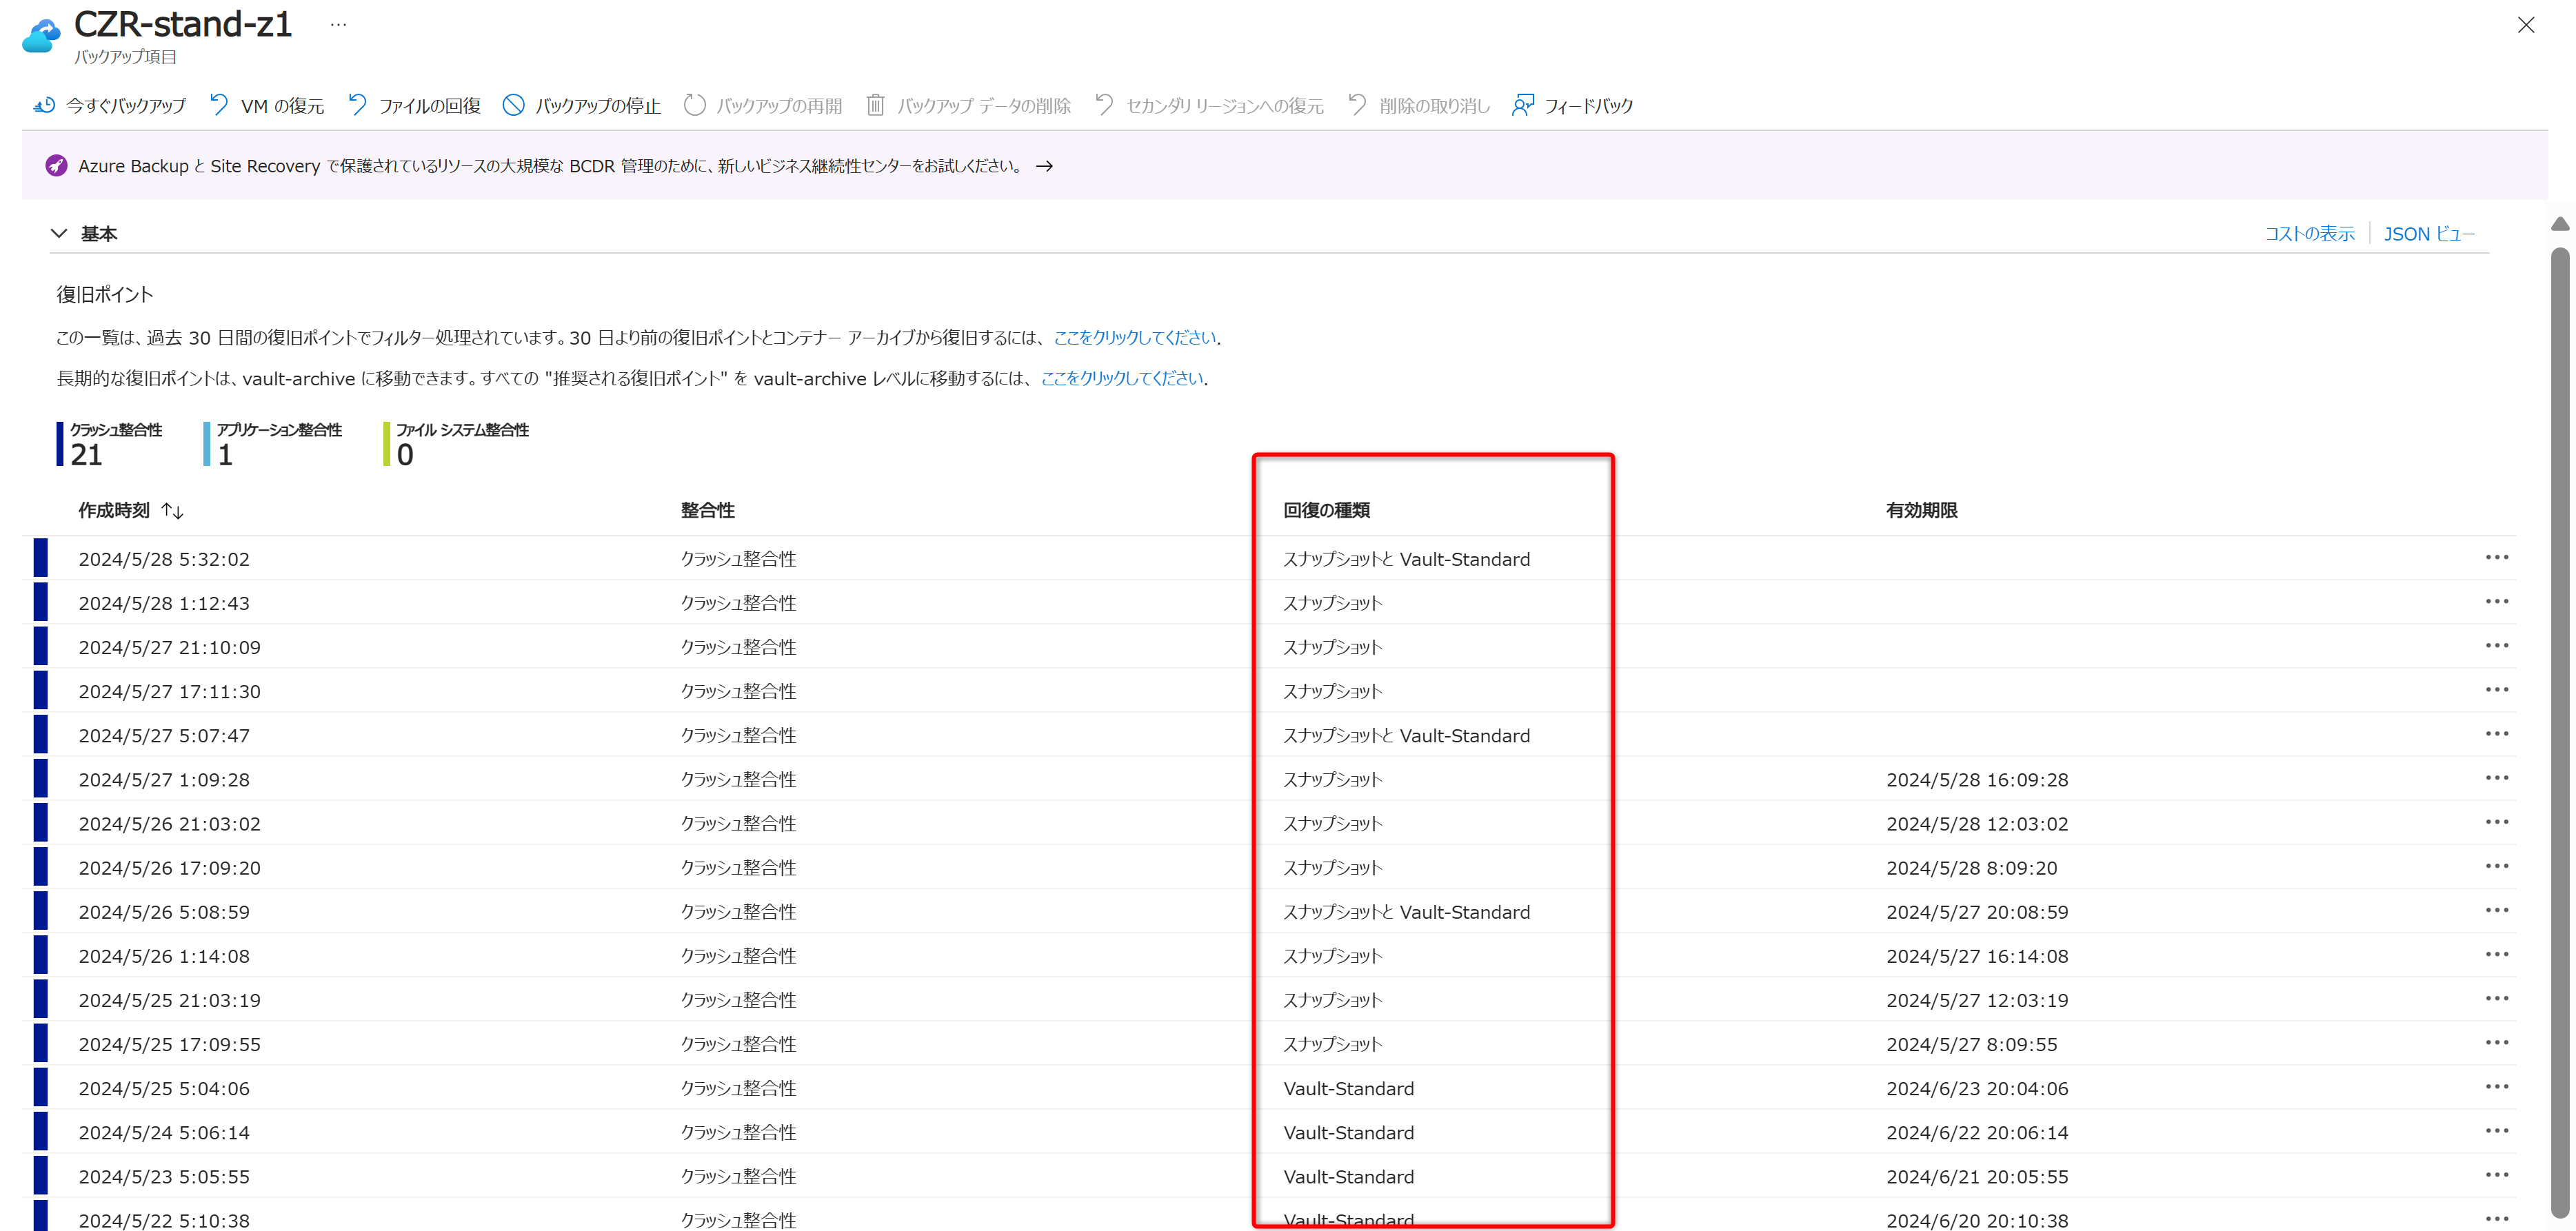 CZR-stand-z1 ...
バックアップ項目
今すぐバックアップ VM の復元 ファイルの回復 バックアップの停止 バックアップの再開 バックアップ データの削除 セカンダリ リージョンへの復元 削除の取り消し フィードバック
Azure Backup と Site Recovery で保護されているリソースの大規模な BCDR 管理のために、新しいビジネス継続性センターをお試しください。 →
基本 コストの表示 JSON ビュー
復旧ポイント
この一覧は、過去 30 日間の復旧ポイントでフィルター処理されています。30 日より前の復旧ポイントとコンテナー アーカイブから復旧するには、 ここをクリックしてください.
長期的な復旧ポイントは、vault-archive に移動できます。すべての "推奨される復旧ポイント" を vault-archive レベルに移動するには、 ここをクリックしてください.
クラッシュ整合性 アプリケーション整合性 ファイル システム整合性
21 1 0
作成時刻 ↑↓ 整合性 回復の種類 有効期限
2024/5/28 5:32:02 クラッシュ整合性 スナップショットと Vault-Standard
2024/5/28 1:12:43 クラッシュ整合性 スナップショット
2024/5/27 21:10:09 クラッシュ整合性 スナップショット
2024/5/27 17:11:30 クラッシュ整合性 スナップショット
2024/5/27 5:07:47 クラッシュ整合性 スナップショットと Vault-Standard
2024/5/27 1:09:28 クラッシュ整合性 スナップショット 2024/5/28 16:09:28
2024/5/26 21:03:02 クラッシュ整合性 スナップショット 2024/5/28 12:03:02
2024/5/26 17:09:20 クラッシュ整合性 スナップショット 2024/5/28 8:09:20
2024/5/26 5:08:59 クラッシュ整合性 スナップショットと Vault-Standard 2024/5/27 20:08:59
2024/5/26 1:14:08 クラッシュ整合性 スナップショット 2024/5/27 16:14:08
2024/5/25 21:03:19 クラッシュ整合性 スナップショット 2024/5/27 12:03:19
2024/5/25 17:09:55 クラッシュ整合性 スナップショット 2024/5/27 8:09:55
2024/5/25 5:04:06 クラッシュ整合性 Vault-Standard 2024/6/23 20:04:06
2024/5/24 5:06:14 クラッシュ整合性 Vault-Standard 2024/6/22 20:06:14
2024/5/23 5:05:55 クラッシュ整合性 Vault-Standard 2024/6/21 20:05:55
2024/5/22 5:10:38 クラッシュ整合性 Vault-Standard 2024/6/20 20:10:38